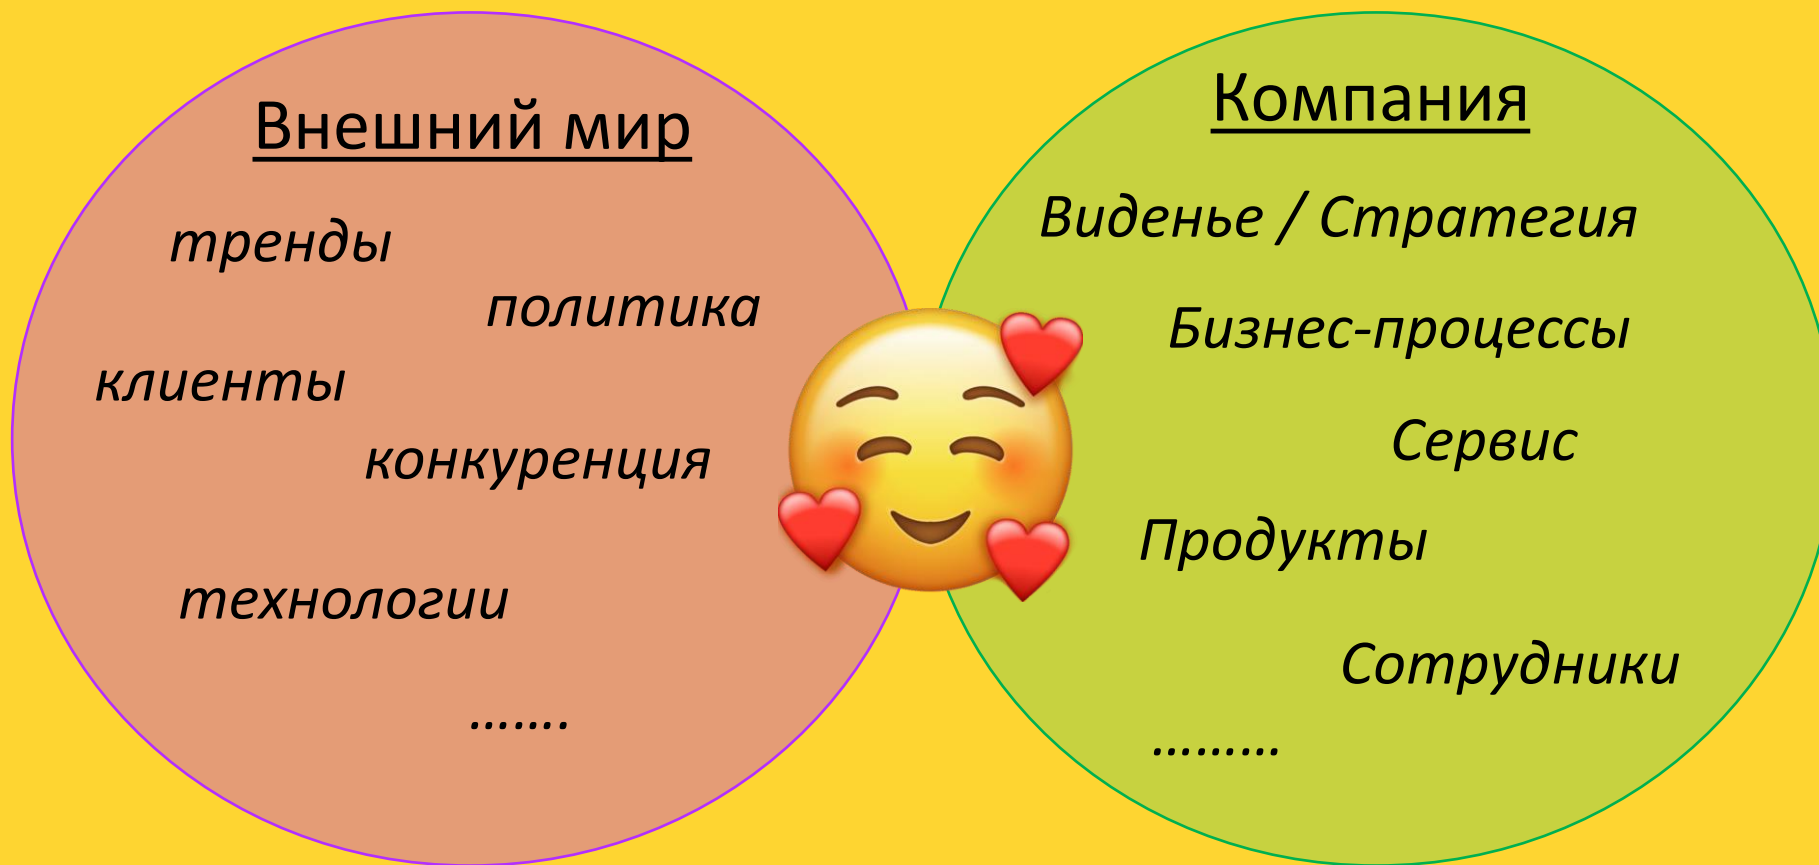 Внешний мир
тренды
политика
клиенты
конкуренция
технологии
…….
Компания
Виденье / Стратегия
Бизнес-процессы
Сервис
Продукты
Сотрудники
………